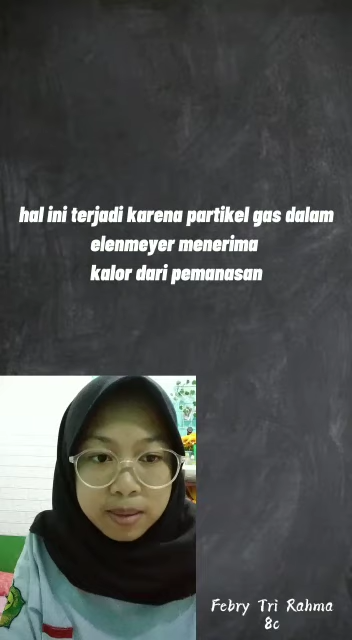 hal ini terjadi karena partikel gas dalam
elenmeyer menerima
kalor dari pemanasan
Febry Tri Rahma
8c